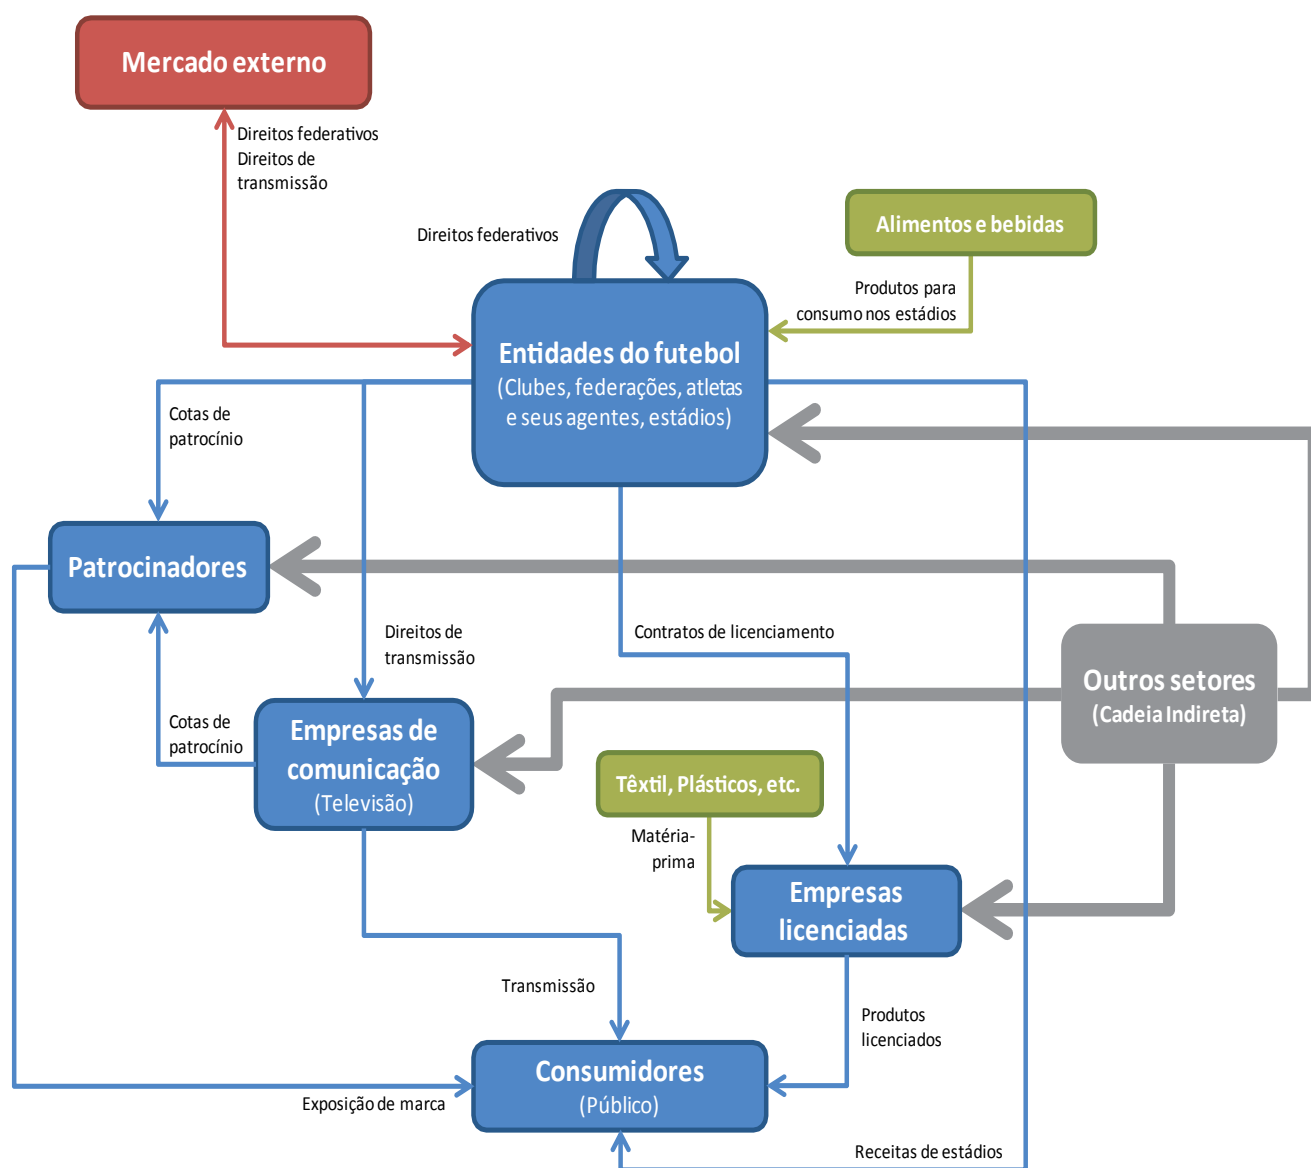 Mercado externo
Direitos federativos
Direitos de
transmissão
Direitos federativos
Alimentos e bebidas
Produtos para
consumo nos estádios
Entidades do futebol
(Clubes, federações, atletas
e seus agentes, estádios)
Cotas de
patrocínio
Patrocinadores
Direitos de
transmissão
Contratos de licenciamento
Outros setores
(Cadeia Indireta)
Cotas de
patrocínio
Empresas de
comunicação
(Televisão)
Têxtil, Plásticos, etc.
Matéria-
prima
Empresas
licenciadas
Transmissão
Produtos
licenciados
Consumidores
(Público)
Exposição de marca
Receitas de estádios